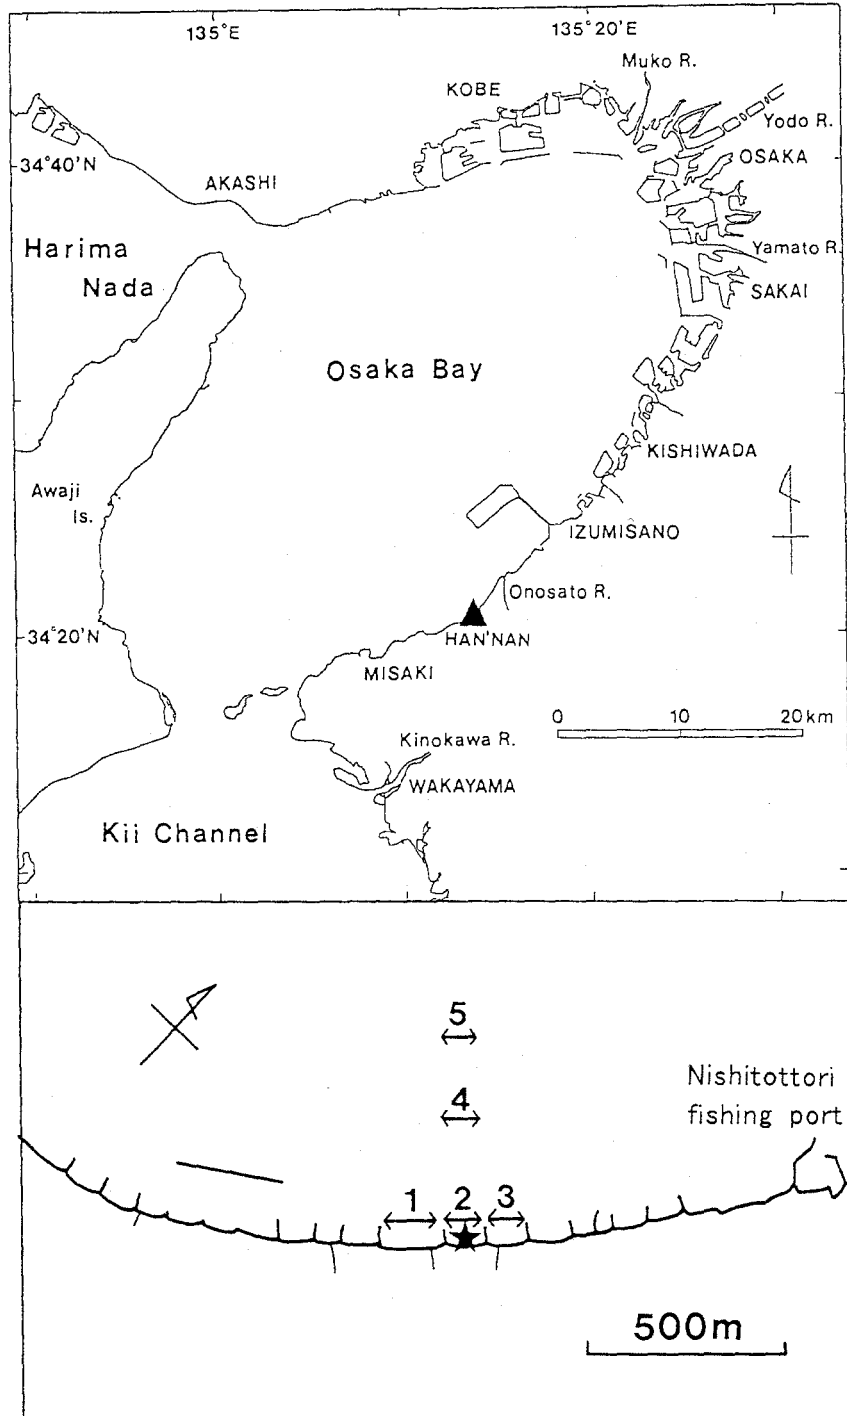 135°E
135°20'E
Muko R.
KOBE
Yodo R.
34°40'N
OSAKA
AKASHI
Harima
Nada
Yamato R.
SAKAI
Osaka Bay
KISHIWADA
Awaji
Is.
IZUMISANO
Onosato R.
34°20'N
HAN'NAN
MISAKI
0 10 20km
Kinokawa R.
WAKAYAMA
Kii Channel
5
4
Nishitottori
fishing port
1 2 3
500m